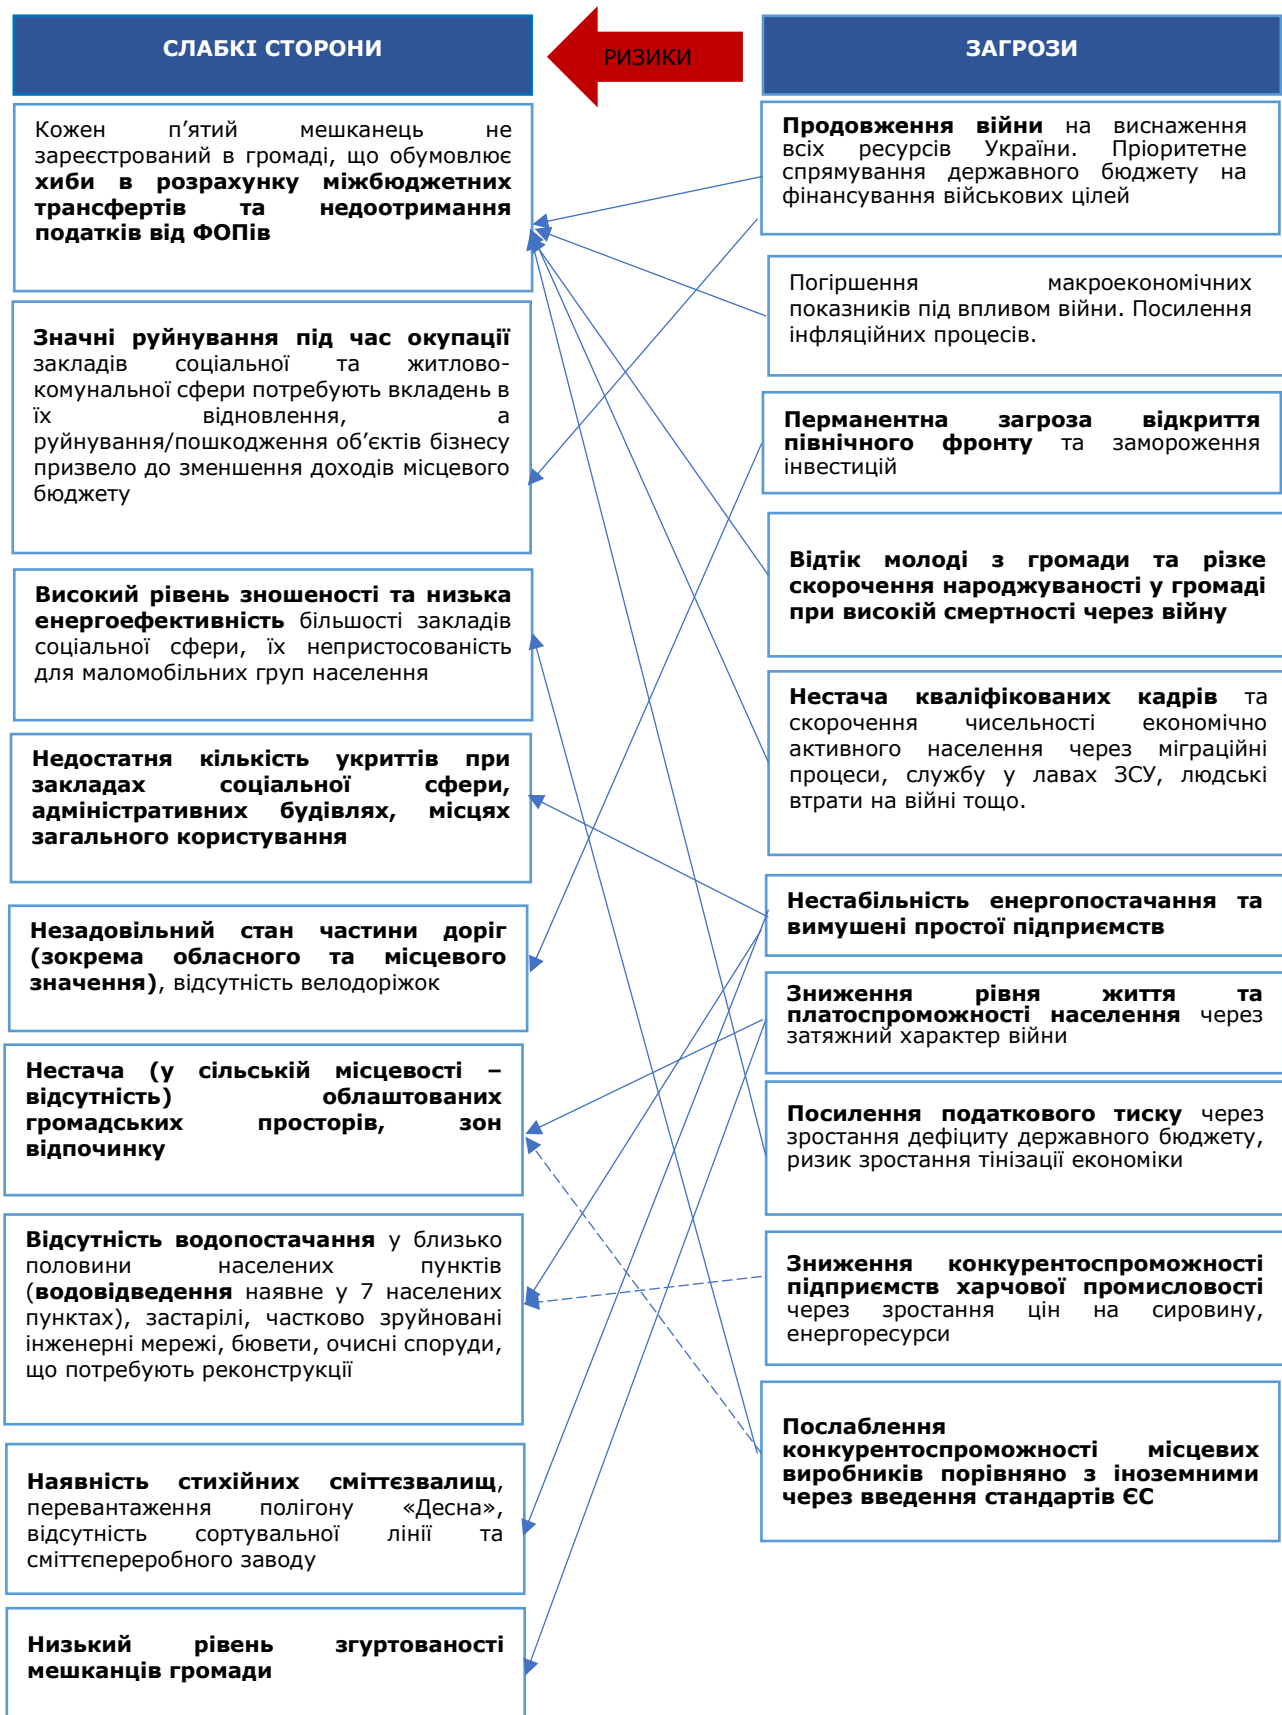 СЛАБКІ СТОРОНИ
РИЗИКИ
ЗАГРОЗИ
Кожен п’ятий мешканець не
зареєстрований в громаді, що обумовлює
хиби в розрахунку міжбюджетних
трансфертів та недоотримання
податків від ФОПів
Значні руйнування під час окупації
закладів соціальної та житлово-
комунальної сфери потребують вкладень в
їх відновлення, а
руйнування/пошкодження об’єктів бізнесу
призвело до зменшення доходів місцевого
бюджету
Високий рівень зношеності та низька
енергоефективність більшості закладів
соціальної сфери, їх непристосованість
для маломобільних груп населення
Недостатня кількість укриттів при
закладах соціальної сфери,
адміністративних будівлях, місцях
загального користування
Незадовільний стан частини доріг
(зокрема обласного та місцевого
значення), відсутність велодоріжок
Нестача (у сільській місцевості –
відсутність) облаштованих
громадських просторів, зон
відпочинку
Відсутність водопостачання у близько
половини населених пунктів
(водовідведення наявне у 7 населених
пунктах), застарілі, частково зруйновані
інженерні мережі, бювети, очисні споруди,
що потребують реконструкції
Наявність стихійних сміттєзвалищ,
перевантаження полігону «Десна»,
відсутність сортувальної лінії та
сміттєпереробного заводу
Низький рівень згуртованості
мешканців громади
Продовження війни на виснаження
всіх ресурсів України. Пріоритетне
спрямування державного бюджету на
фінансування військових цілей
Погіршення макроекономічних
показників під впливом війни. Посилення
інфляційних процесів.
Перманентна загроза відкриття
північного фронту та замороження
інвестицій
Відтік молоді з громади та різке
скорочення народжуваності у громаді
при високій смертності через війну
Нестача кваліфікованих кадрів та
скорочення чисельності економічно
активного населення через міграційні
процеси, службу у лавах ЗСУ, людські
втрати на війні тощо.
Нестабільність енергопостачання та
вимушені простої підприємств
Зниження рівня життя та
платоспроможності населення через
затяжний характер війни
Посилення податкового тиску через
зростання дефіциту державного бюджету,
ризик зростання тінізації економіки
Зниження конкурентоспроможності
підприємств харчової промисловості
через зростання цін на сировину,
енергоресурси
Послаблення
конкурентоспроможності місцевих
виробників порівняно з іноземними
через введення стандартів ЄС